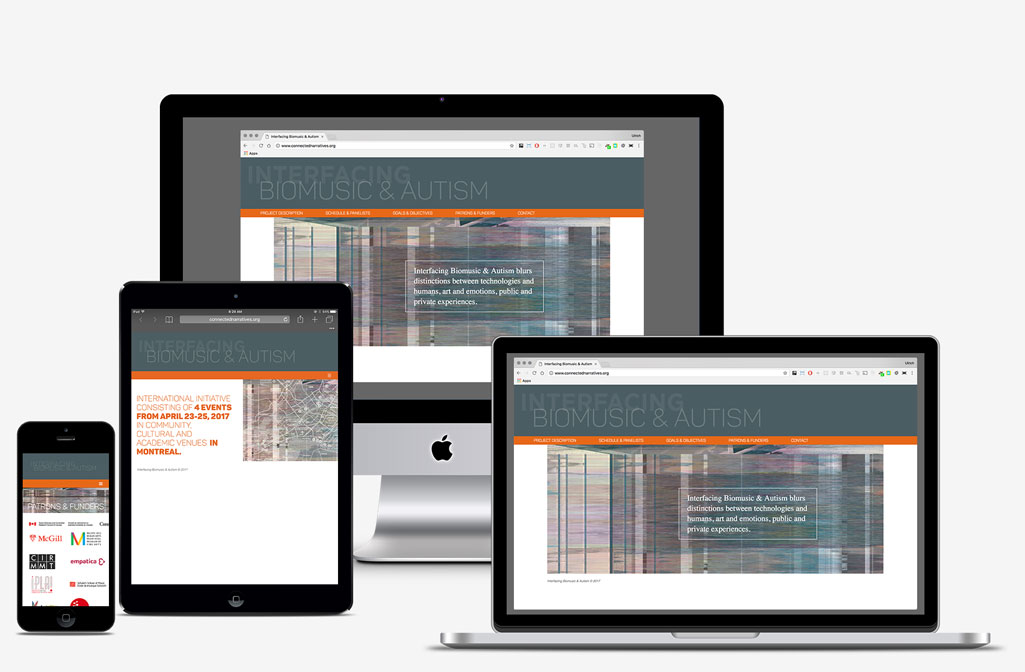 Interfacing Biomusic & Autism
Ulrich
www.connectednarratives.org
Apps
INTERFACING
BIOMUSIC & AUTISM
PROJECT DESCRIPTION
SCHEDULE & PANELISTS
GOALS & OBJECTIVES
PATRONS & FUNDERS
CONTACT
Interfacing Biomusic & Autism blurs
distinctions between technologies and
humans, art and emotions, public and
private experiences.
iPad
8:26 AM
connectednarratives.org
INTERFACING
BIOMUSIC & AUTISM
INTERNATIONAL INITIATIVE
CONSISTING OF 4 EVENTS
FROM APRIL 23-25, 2017
IN COMMUNITY,
CULTURAL AND
ACADEMIC VENUES IN
MONTREAL.
Interfacing Biomusic & Autism © 2017
INTERFACING
BIOMUSIC & AUTISM
PATRONS & FUNDERS
McGill
CIR
MMT
empatica
Interfacing Biomusic & Autism
Ulrich
www.connectednarratives.org
Apps
INTERFACING
BIOMUSIC & AUTISM
PROJECT DESCRIPTION
SCHEDULE & PANELISTS
GOALS & OBJECTIVES
PATRONS & FUNDERS
CONTACT
Interfacing Biomusic & Autism blurs
distinctions between technologies and
humans, art and emotions, public and
private experiences.
Interfacing Biomusic & Autism © 2017